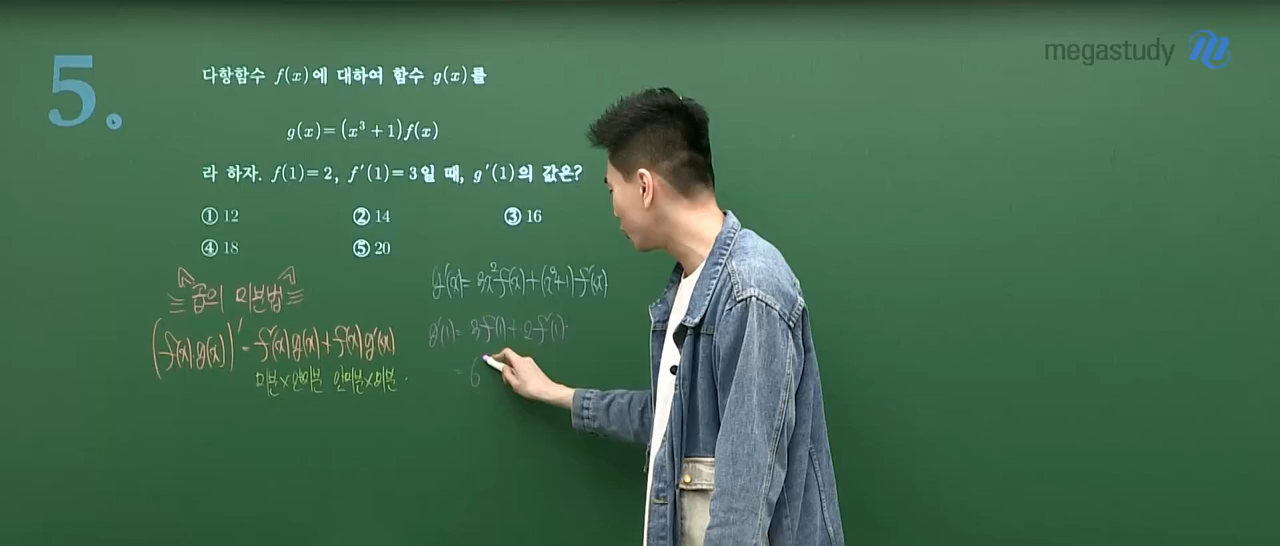 megastudy
5.
다항함수 f(x)에 대하여 함수 g(x)를
g(x)=(x³+1)f(x)
라 하자. f(1)=2, f′(1)=3일 때, g′(1)의 값은?
① 12 ② 14 ③ 16
④ 18 ⑤ 20
곱의 미분법
(f(x)·g(x))′=f′(x)g(x)+f(x)g′(x)
미분×안미분 안미분×미분.
g′(x)=3x²f(x)+(x³+1)f′(x)
g′(1)=3f(1)+2f′(1).
=6